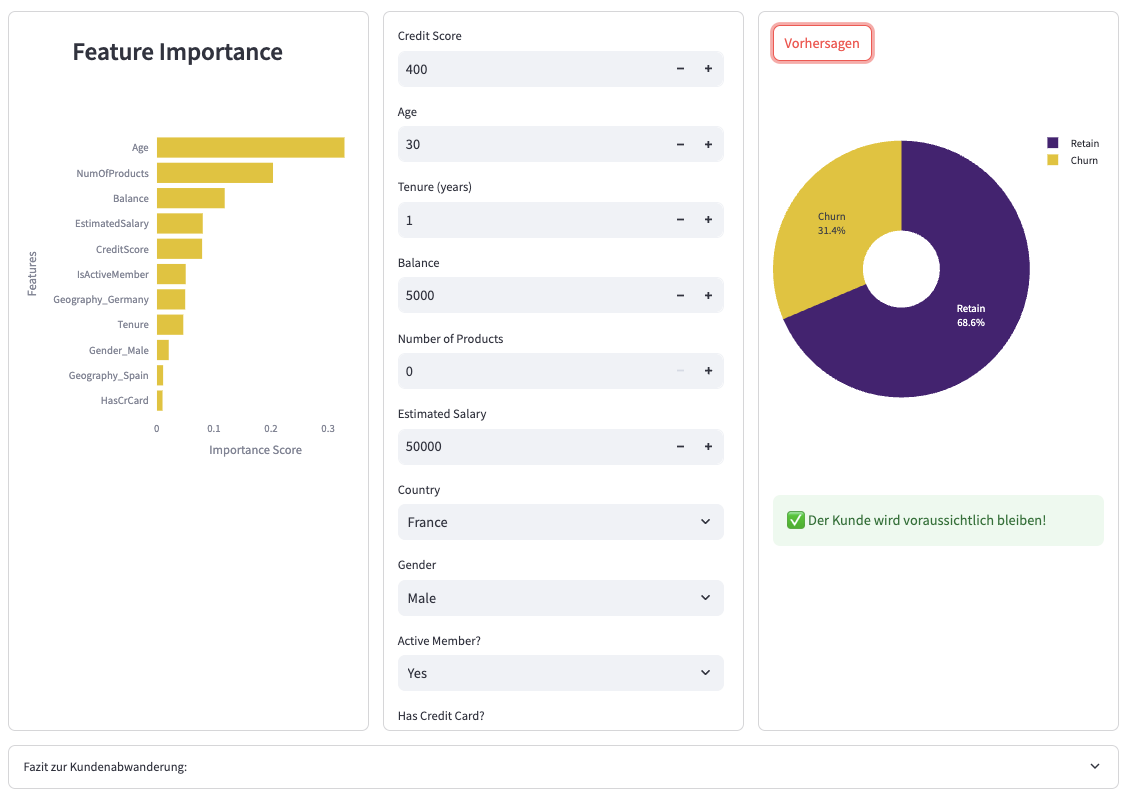 Feature Importance
Features
Age
NumOfProducts
Balance
EstimatedSalary
CreditScore
IsActiveMember
Geography_Germany
Tenure
Gender_Male
Geography_Spain
HasCrCard
0
0.1
0.2
0.3
Importance Score
Credit Score
400
Age
30
Tenure (years)
1
Balance
5000
Number of Products
0
Estimated Salary
50000
Country
France
Gender
Male
Active Member?
Yes
Has Credit Card?
Vorhersagen
Retain
Churn
Churn
31.4%
Retain
68.6%
✅ Der Kunde wird voraussichtlich bleiben!
Fazit zur Kundenabwanderung: